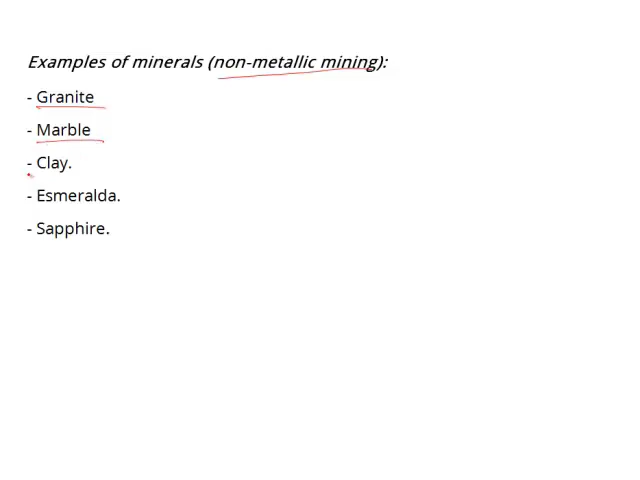 Examples of minerals (non-metallic mining):
- Granite
- Marble
- Clay.
- Esmeralda.
- Sapphire.